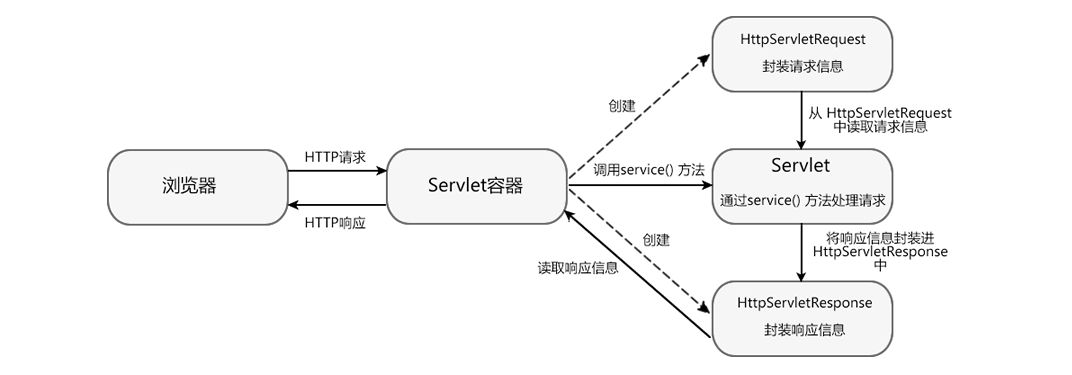 HttpServletRequest
封装请求信息
创建
从 HttpServletRequest
中读取请求信息
HTTP请求
浏览器
Servlet容器
HTTP响应
调用service() 方法
Servlet
通过service() 方法处理请求
创建
将响应信息封装进
HttpServletResponse
中
读取响应信息
HttpServletResponse
封装响应信息